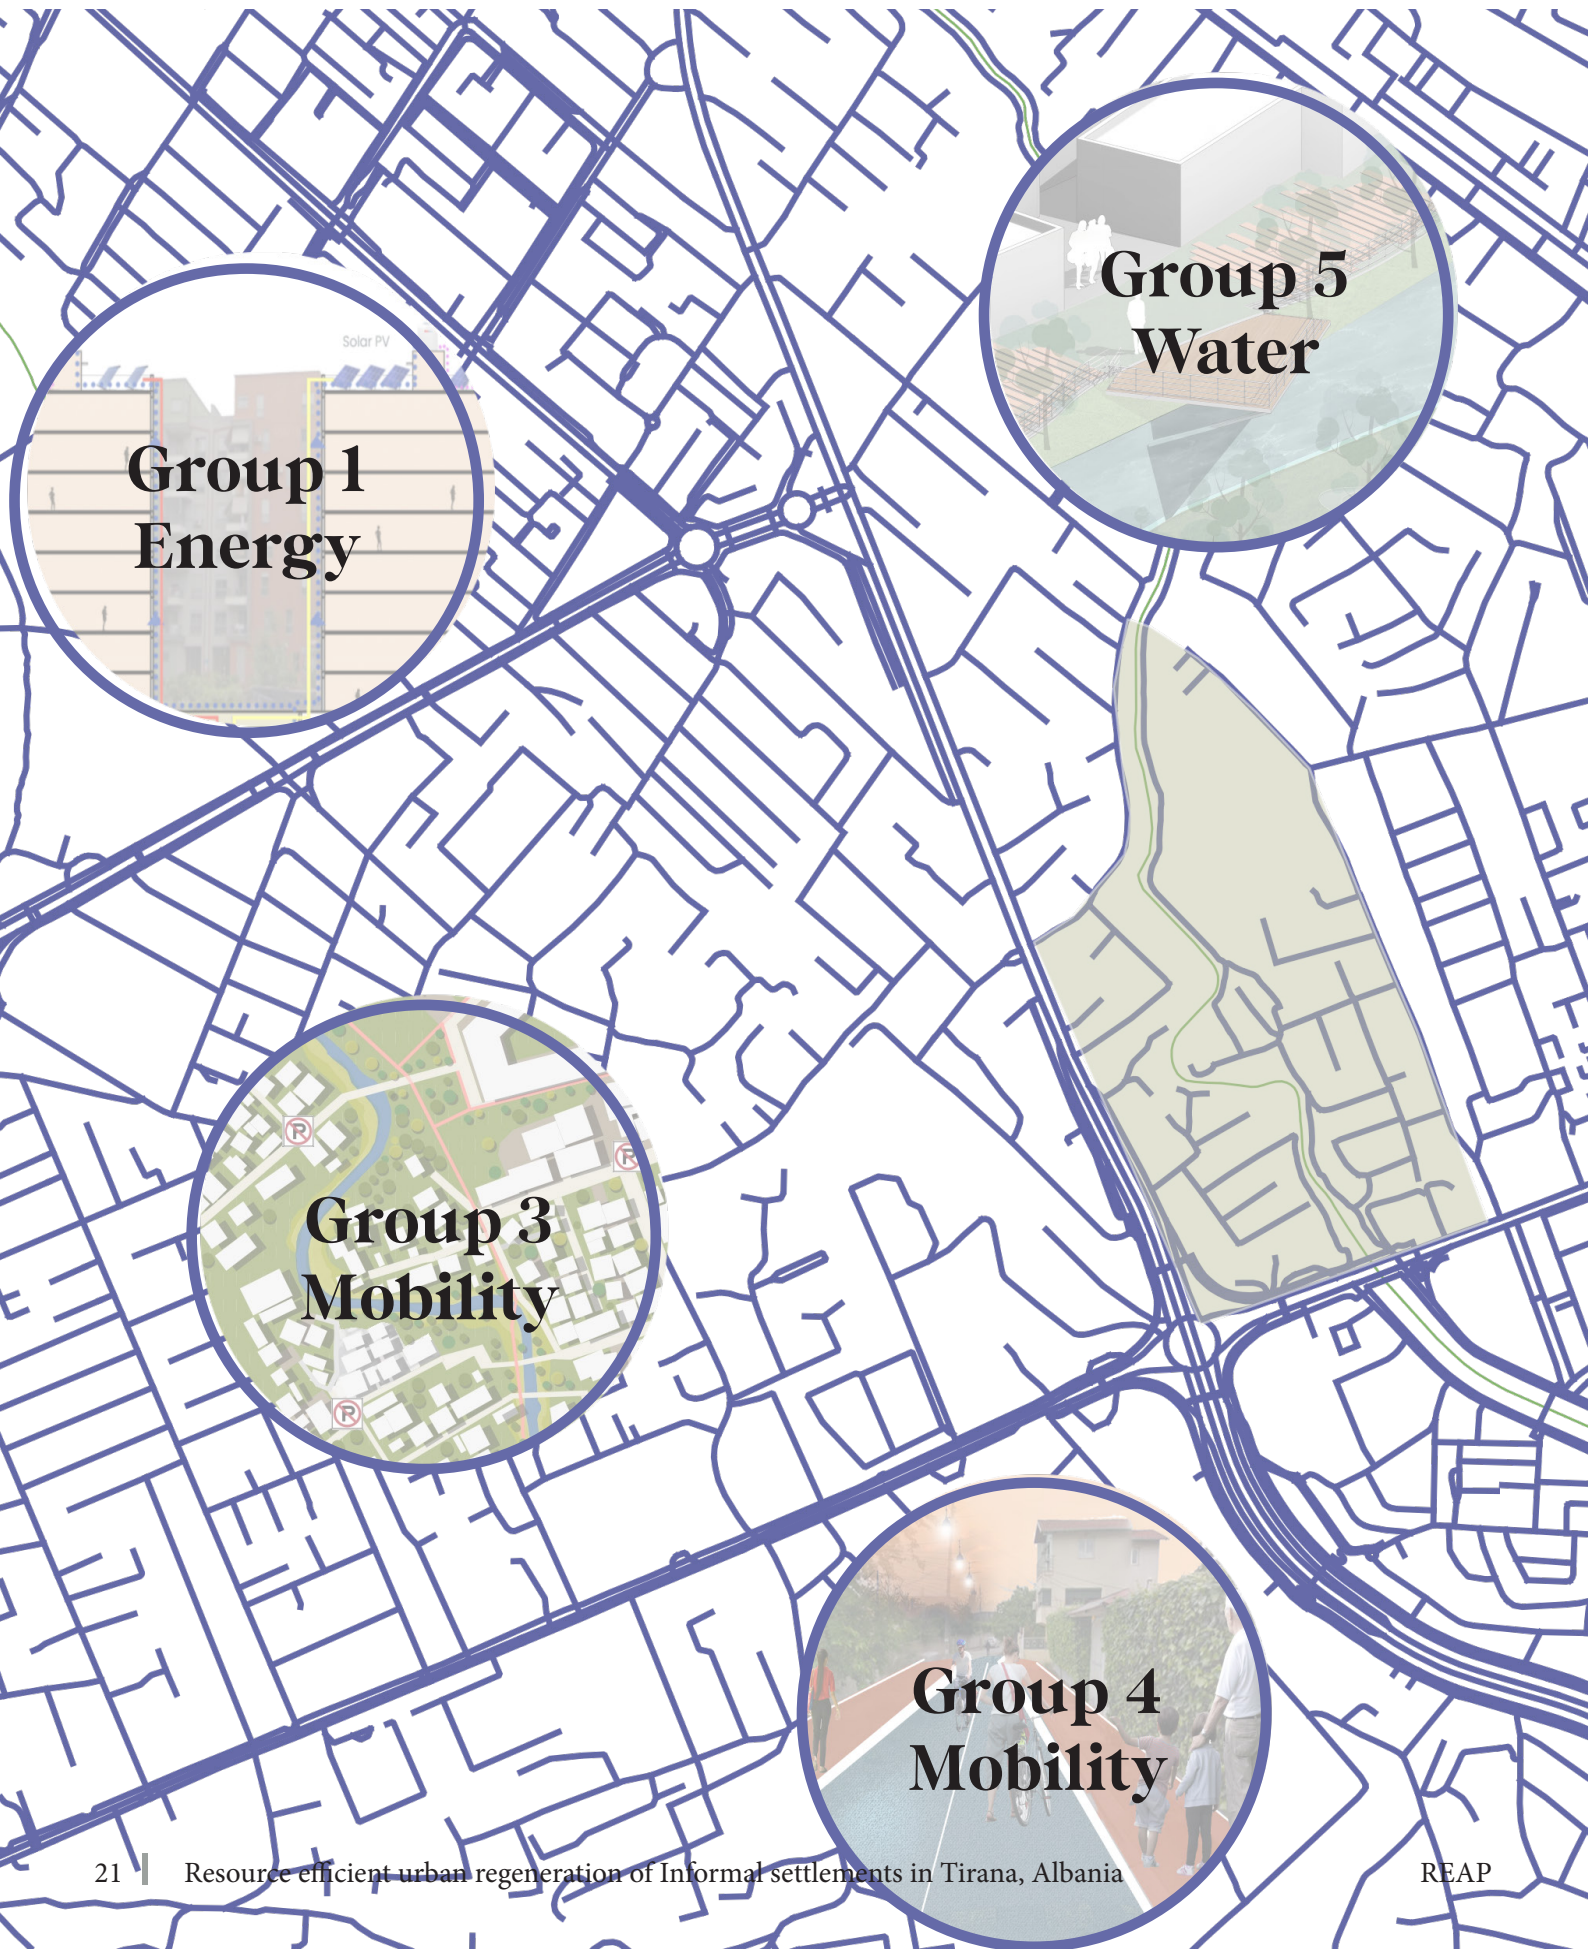 Group 5
Water
Solar PV
Group 1
Energy
Group 3
Mobility
Group 4
Mobility
21
Resource efficient urban regeneration of Informal settlements in Tirana, Albania
REAP
P
P
P